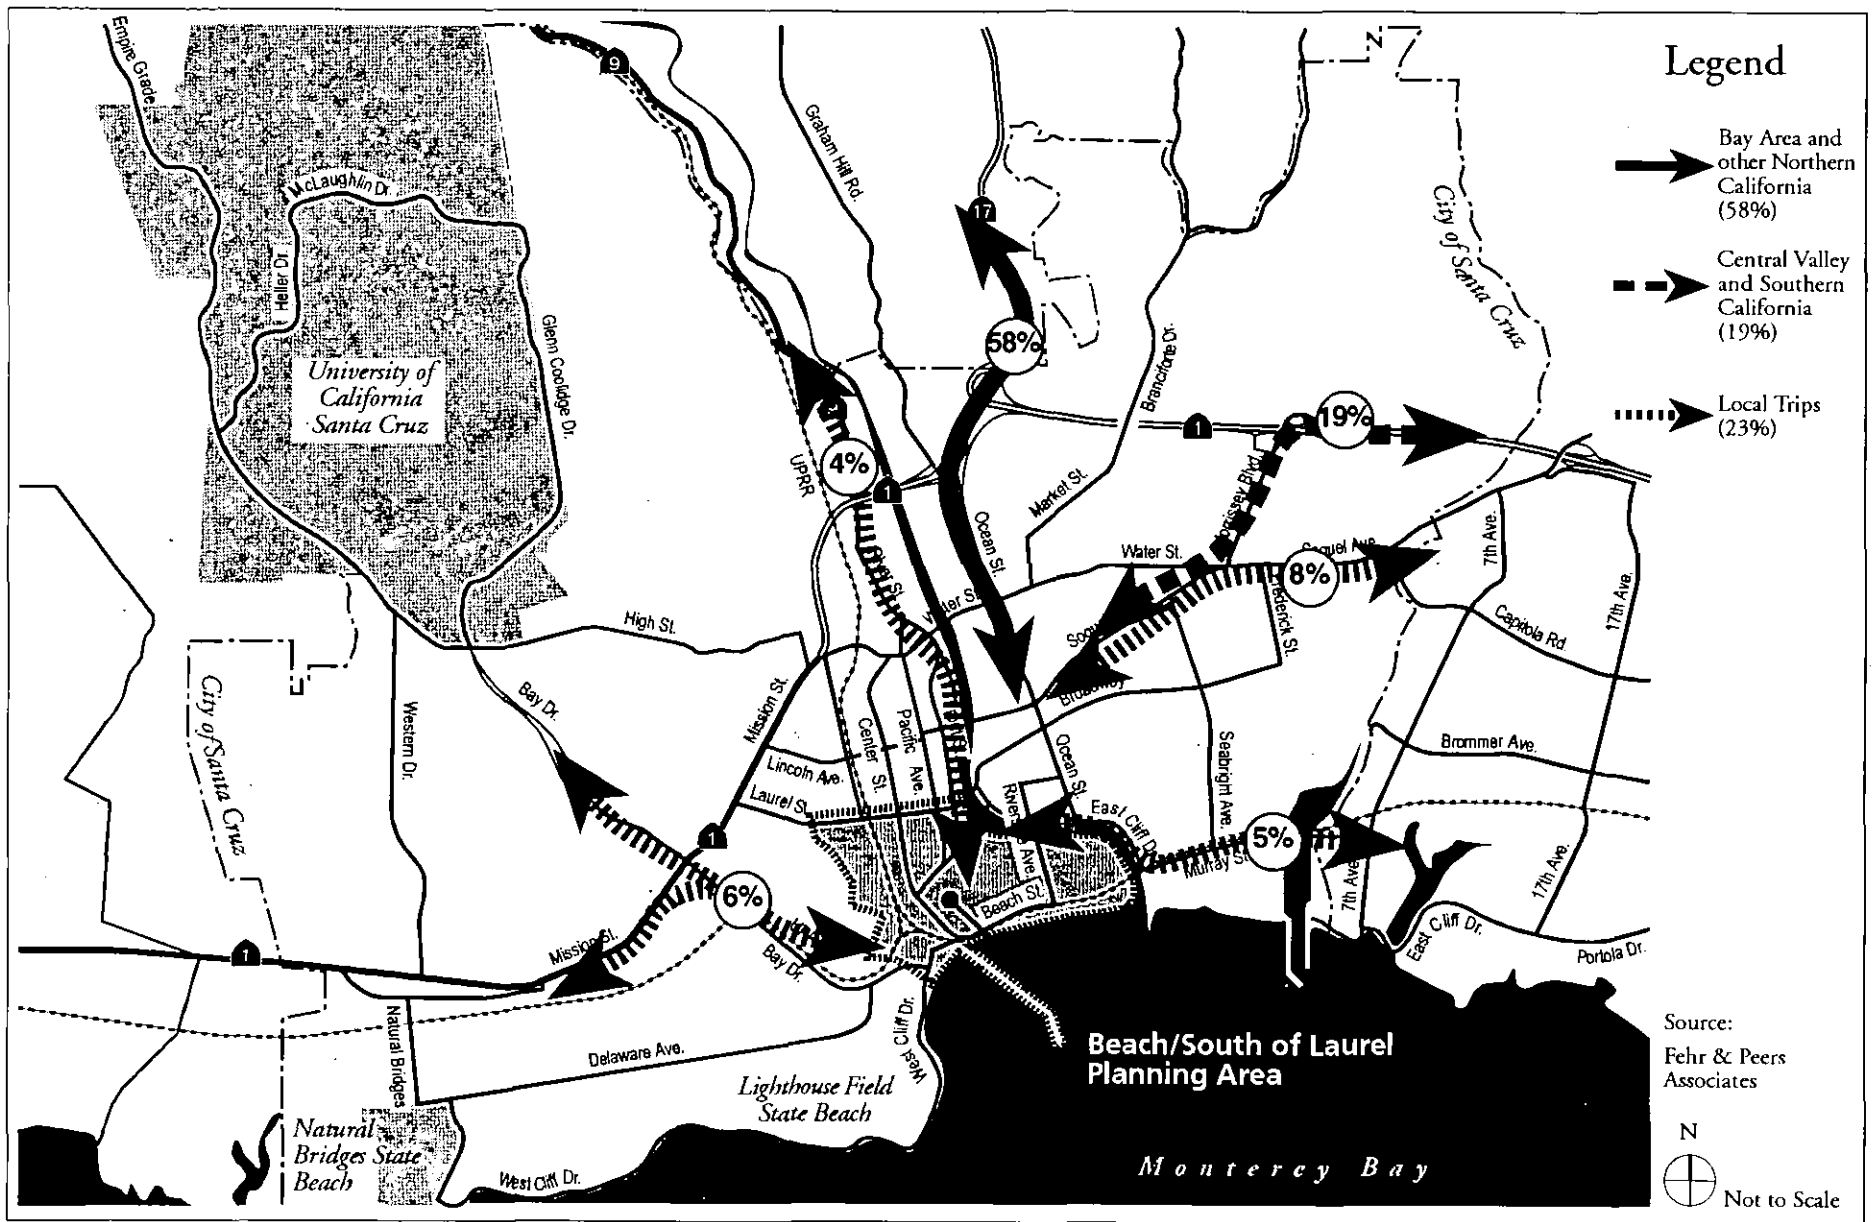 Legend
Bay Area and
other Northern
California
(58%)
Central Valley
and Southern
California
(19%)
Local Trips
(23%)
Empire Grade
9
Graham Hill Rd.
17
N
City of Santa Cruz
McLaughlin Dr.
Heller Dr.
Glenn Coolidge Dr.
University of
California
Santa Cruz
58%
Branciforte Dr.
1
19%
UPRR
4%
1
Market St.
Morrissey Blvd.
Ocean St.
Water St.
Soquel Ave.
8%
7th Ave.
17th Ave.
Frederick St.
Capitola Rd.
High St.
Water St.
Broadway
City of Santa Cruz
Western Dr.
Bay Dr.
Mission St.
Center St.
Pacific Ave.
Ocean St.
Seabright Ave.
Brommer Ave.
Lincoln Ave.
Laurel St.
East Cliff Dr.
1
5%
Murray St.
7th Ave.
17th Ave.
6%
Beach St.
East Cliff Dr.
Portola Dr.
Mission St.
1
Bay Dr.
West Cliff Dr.
Natural Bridges
Delaware Ave.
Beach/South of Laurel
Planning Area
Lighthouse Field
State Beach
Natural
Bridges State
Beach
West Cliff Dr.
Monterey Bay
Source:
Fehr & Peers
Associates
N
Not to Scale